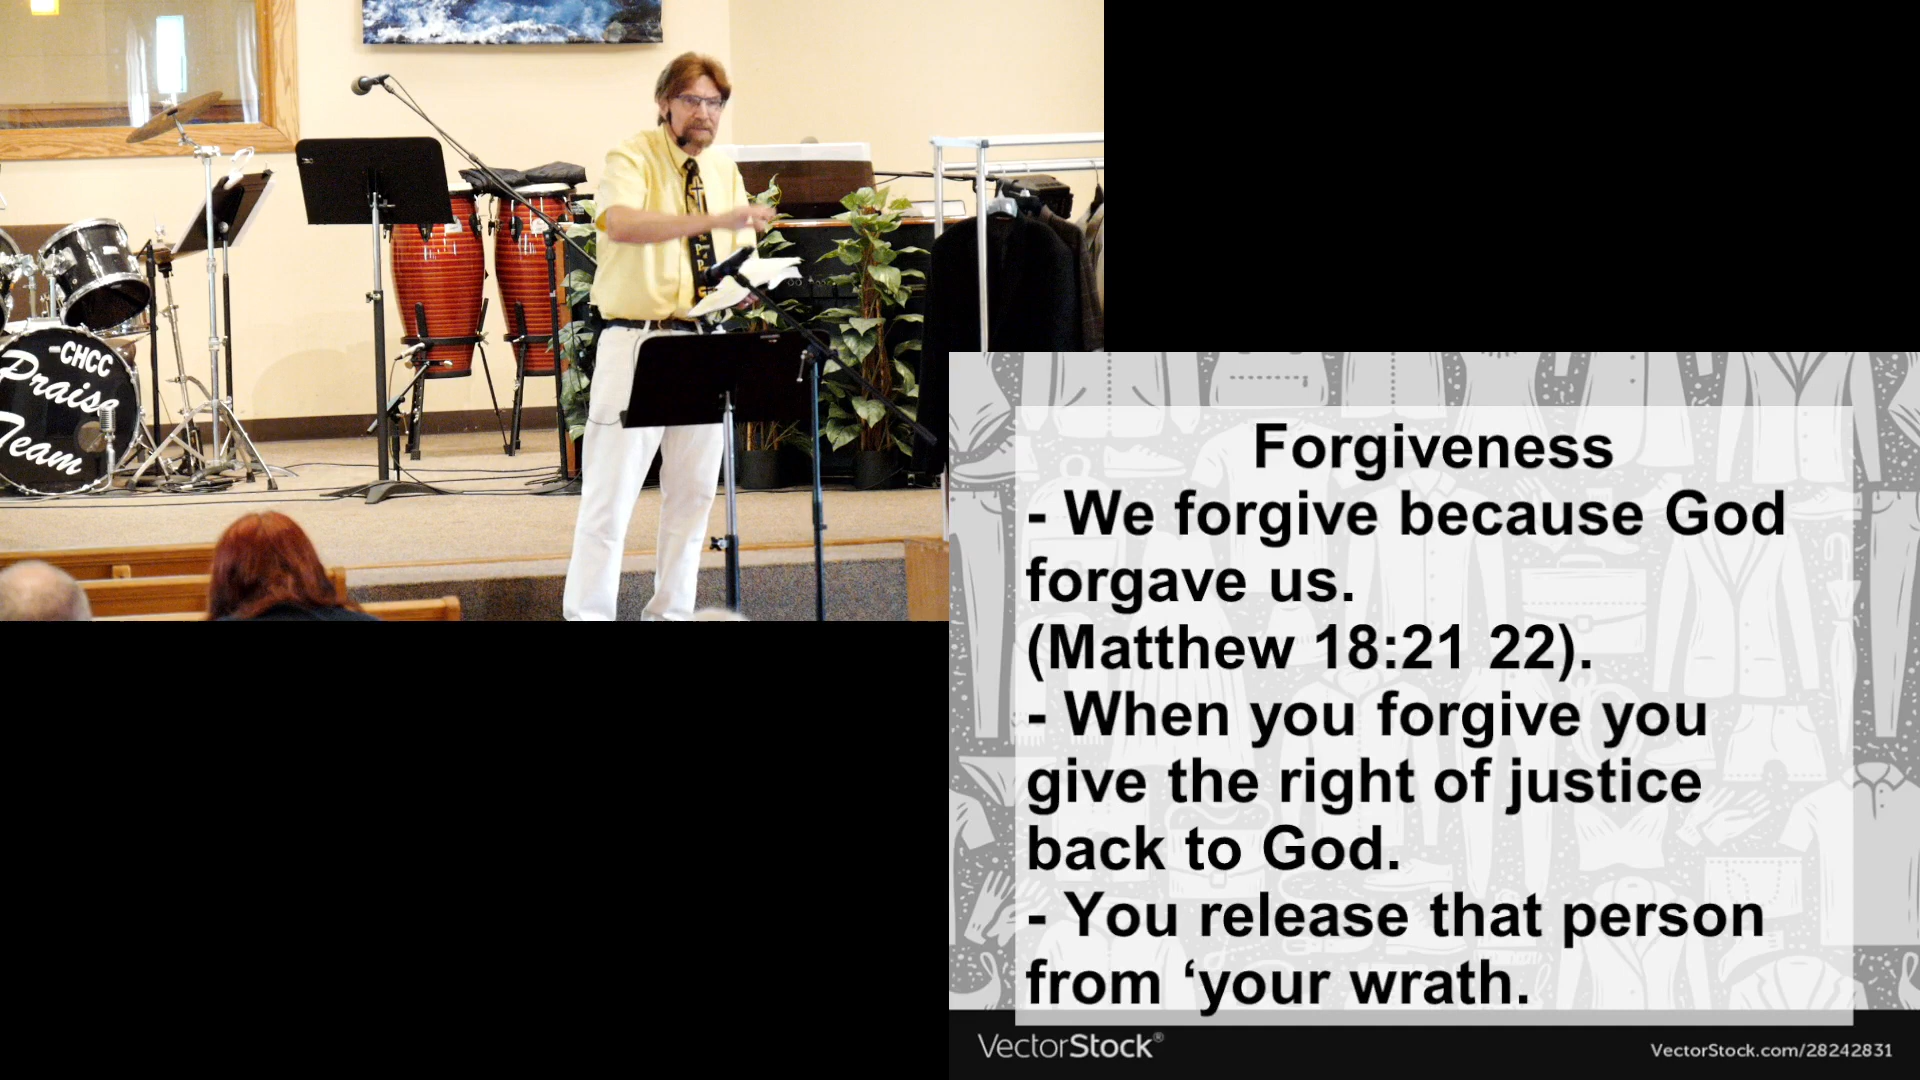 CHCC
Praise
Team
Forgiveness
- We forgive because God
forgave us.
(Matthew 18:21 22).
- When you forgive you
give the right of justice
back to God.
- You release that person
from ‘your wrath.
VectorStock®
VectorStock.com/28242831